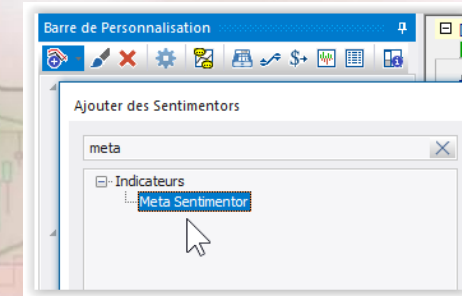 Barre de Personnalisation
Ajouter des Sentimentors
meta
Indicateurs
Meta Sentimentor